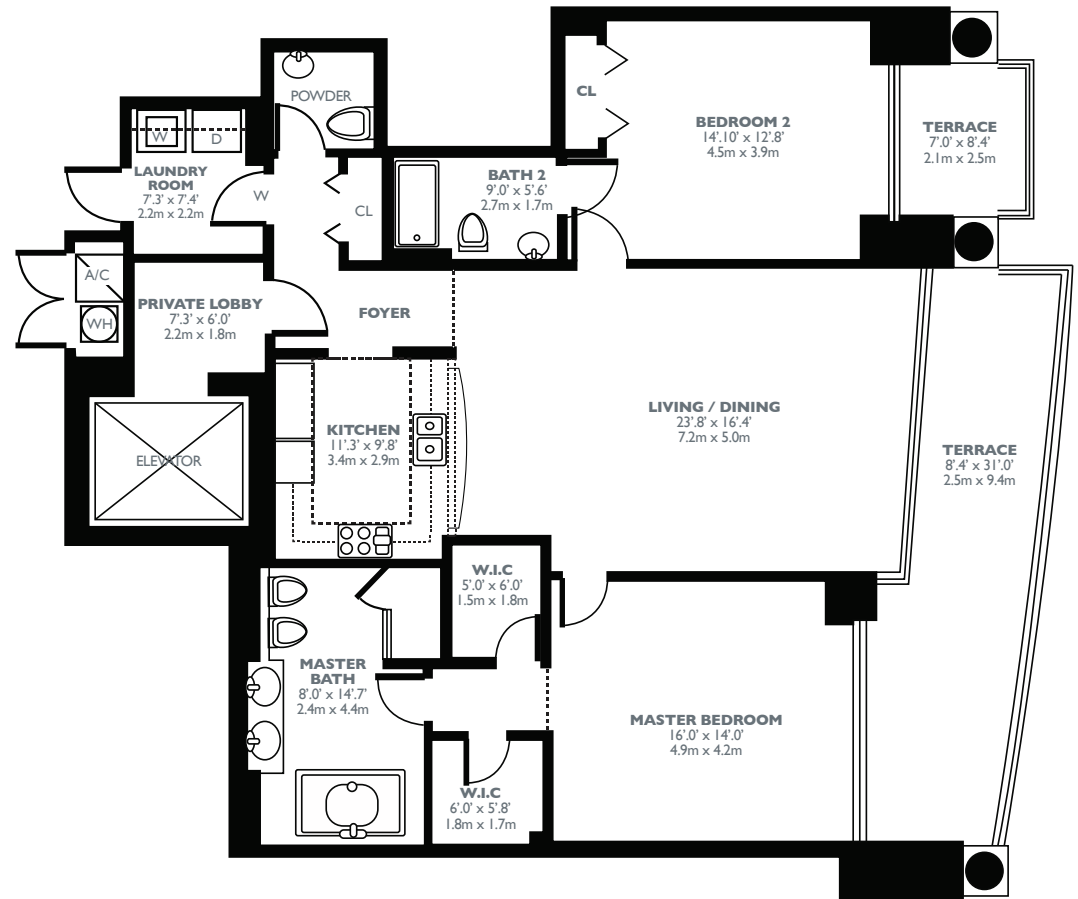 POWDER
CL
BEDROOM 2
14'.10' x 12'.8'
4.5m x 3.9m
TERRACE
7'.0' x 8'.4'
2.1m x 2.5m
W
D
LAUNDRY
ROOM
7'.3' x 7'.4'
2.2m x 2.2m
W
CL
BATH 2
9'.0' x 5'.6'
2.7m x 1.7m
A/C
WH
PRIVATE LOBBY
7'.3' x 6'.0'
2.2m x 1.8m
FOYER
ELEVATOR
KITCHEN
11'.3' x 9'.8'
3.4m x 2.9m
LIVING / DINING
23'.8' x 16'.4'
7.2m x 5.0m
TERRACE
8'.4' x 31'.0'
2.5m x 9.4m
W.I.C
5'.0' x 6'.0'
1.5m x 1.8m
MASTER
BATH
8'.0' x 14'.7'
2.4m x 4.4m
MASTER BEDROOM
16'.0' x 14'.0'
4.9m x 4.2m
W.I.C
6'.0' x 5'.8'
1.8m x 1.7m